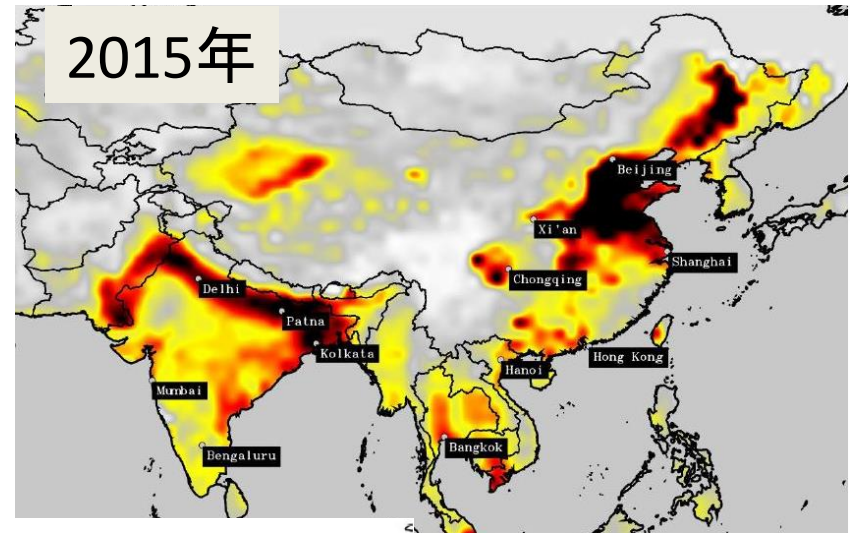 2015年
Beijing
Xi'an
Shanghai
Chongqing
Delhi
Patna
Kolkata
Hong Kong
Hanoi
Mumbai
Bangkok
Bengaluru